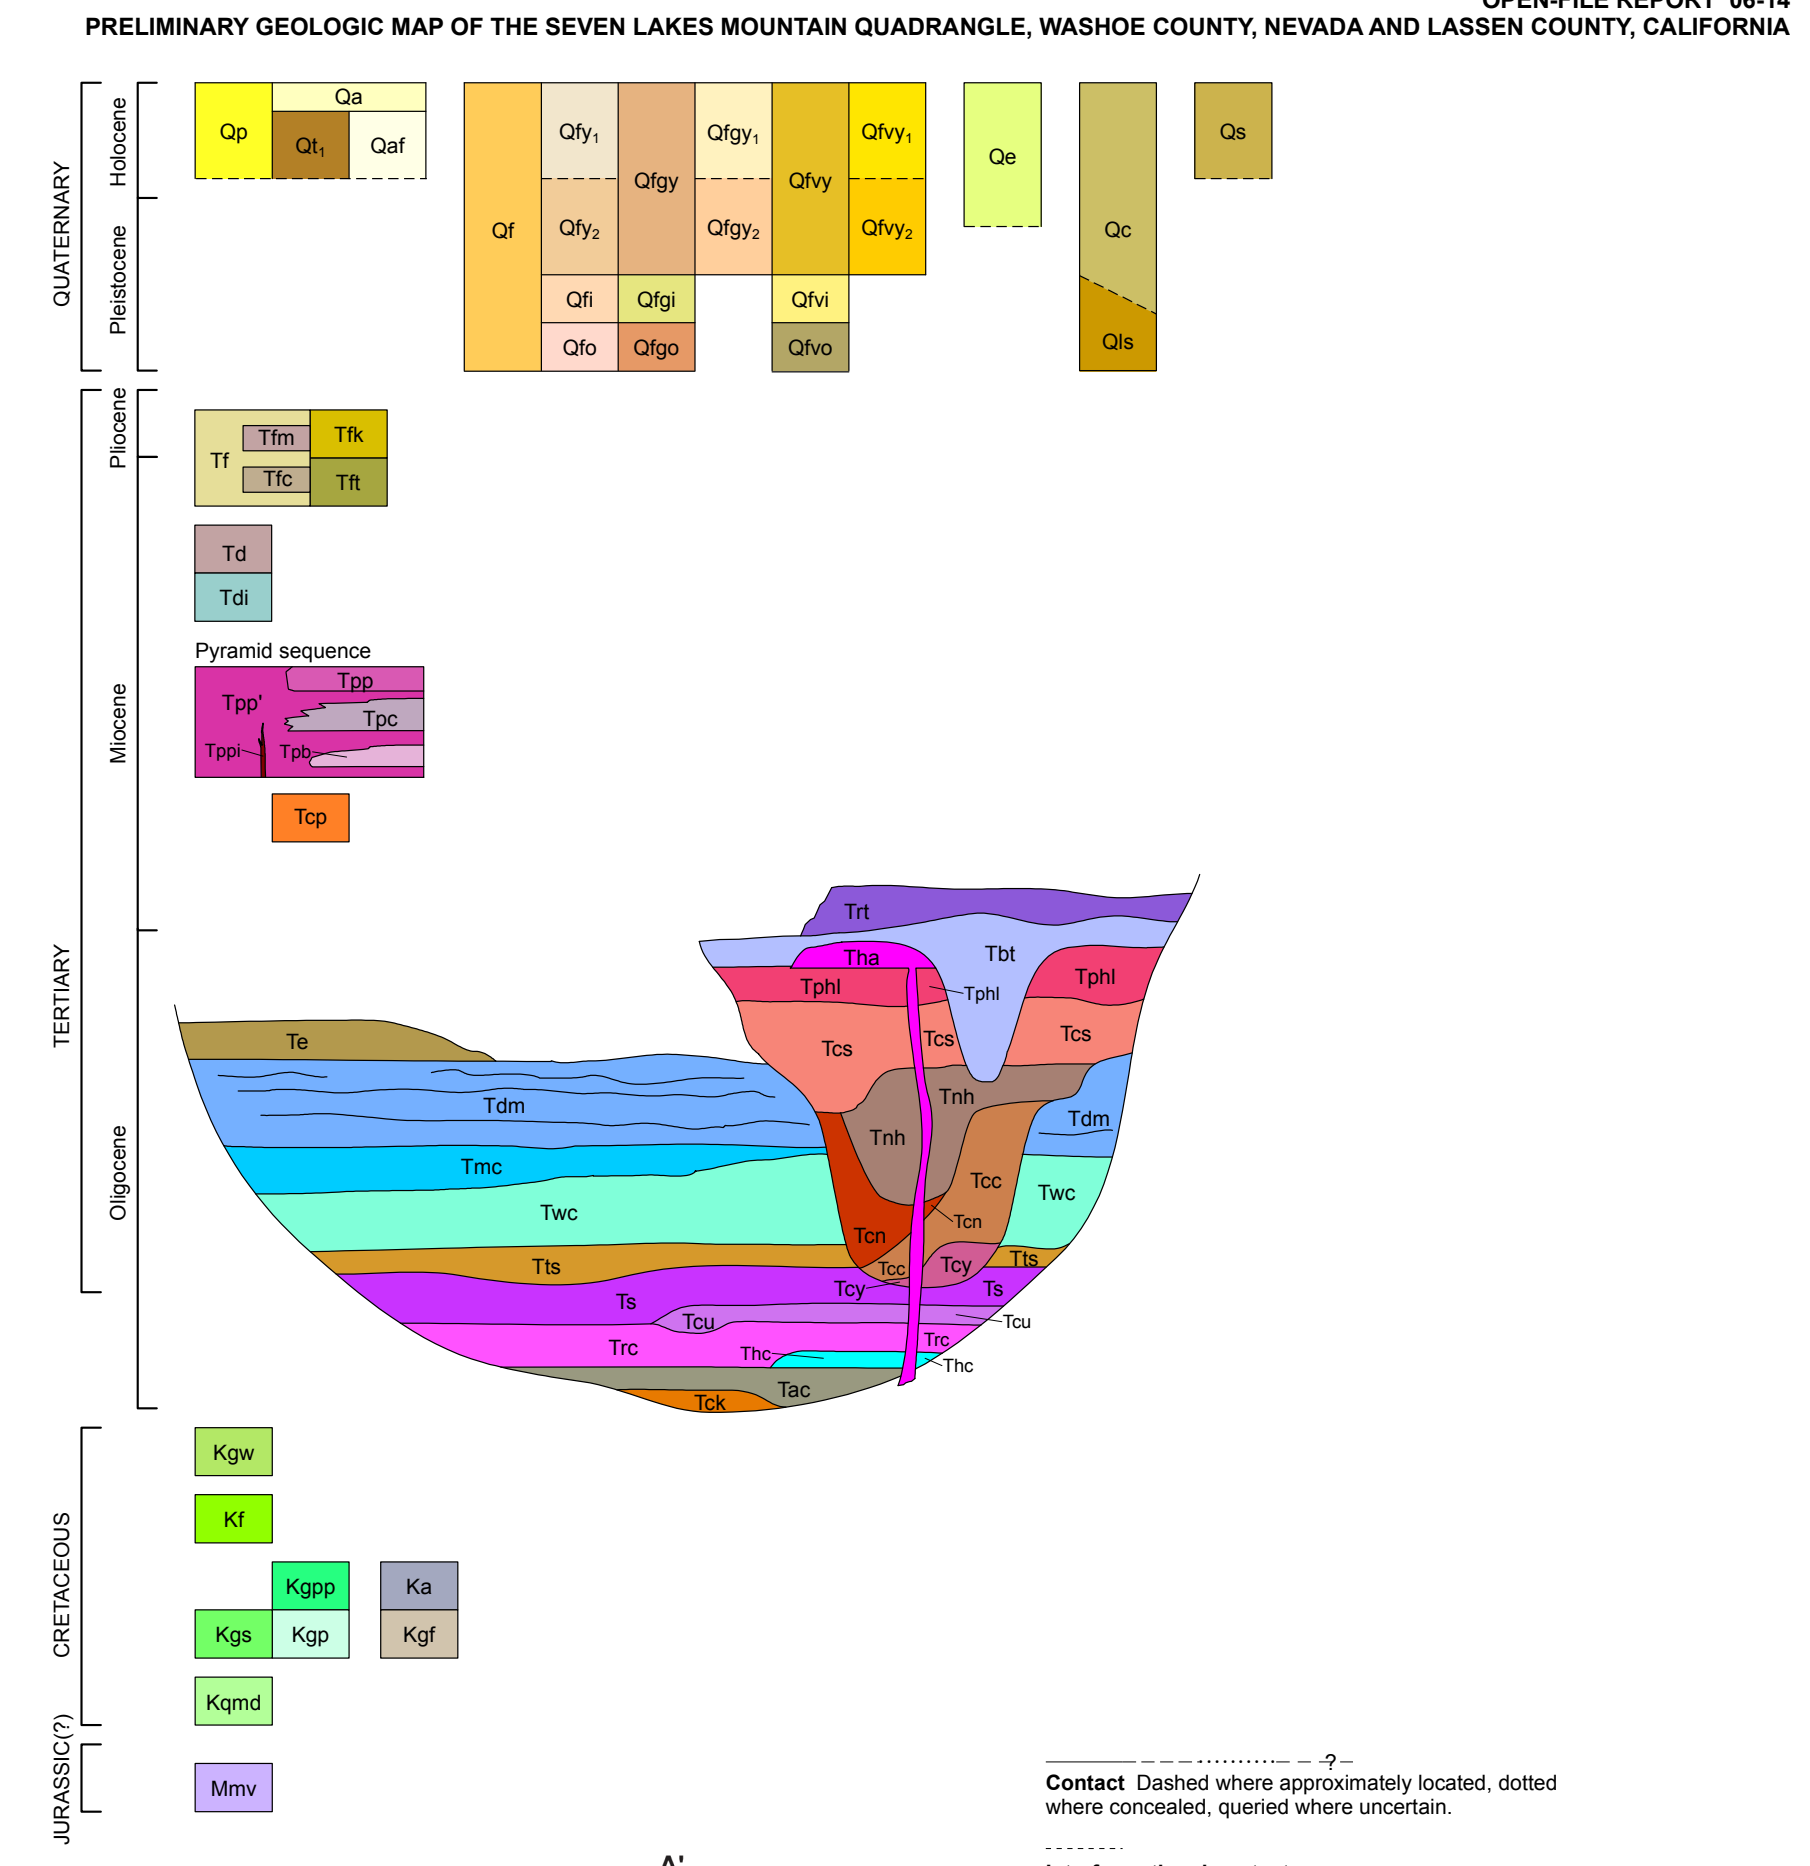 OPEN-FILE REPORT 06-14
PRELIMINARY GEOLOGIC MAP OF THE SEVEN LAKES MOUNTAIN QUADRANGLE, WASHOE COUNTY, NEVADA AND LASSEN COUNTY, CALIFORNIA
QUATERNARY
Holocene
Pleistocene
Qp
Qa
Qt1
Qaf
Qf
Qfy1
Qfgy
Qfgy1
Qfvy
Qfvy1
Qfy2
Qfgy2
Qfvy2
Qfi
Qfgi
Qfvi
Qfo
Qfgo
Qfvo
Qe
Qc
Qls
Qs
TERTIARY
Pliocene
Miocene
Oligocene
Tf
Tfm
Tfk
Tfc
Tft
Td
Tdi
Pyramid sequence
Tpp'
Tpp
Tpc
Tppi
Tpb
Tcp
Trt
Tbt
Tha
Tphl
Tphl
Tphl
Tcs
Tcs
Tcs
Te
Tdm
Tnh
Tnh
Tdm
Tmc
Twc
Tcc
Twc
Tcn
Tcn
Tts
Tcc
Tcy
Tts
Tcy
Ts
Ts
Tcu
Tcu
Trc
Trc
Thc
Thc
Tac
Tck
CRETACEOUS
Kgw
Kf
Kgpp
Ka
Kgs
Kgp
Kgf
Kqmd
JURASSIC(?)
Mmv
?
Contact Dashed where approximately located, dotted
where concealed, queried where uncertain.
A'